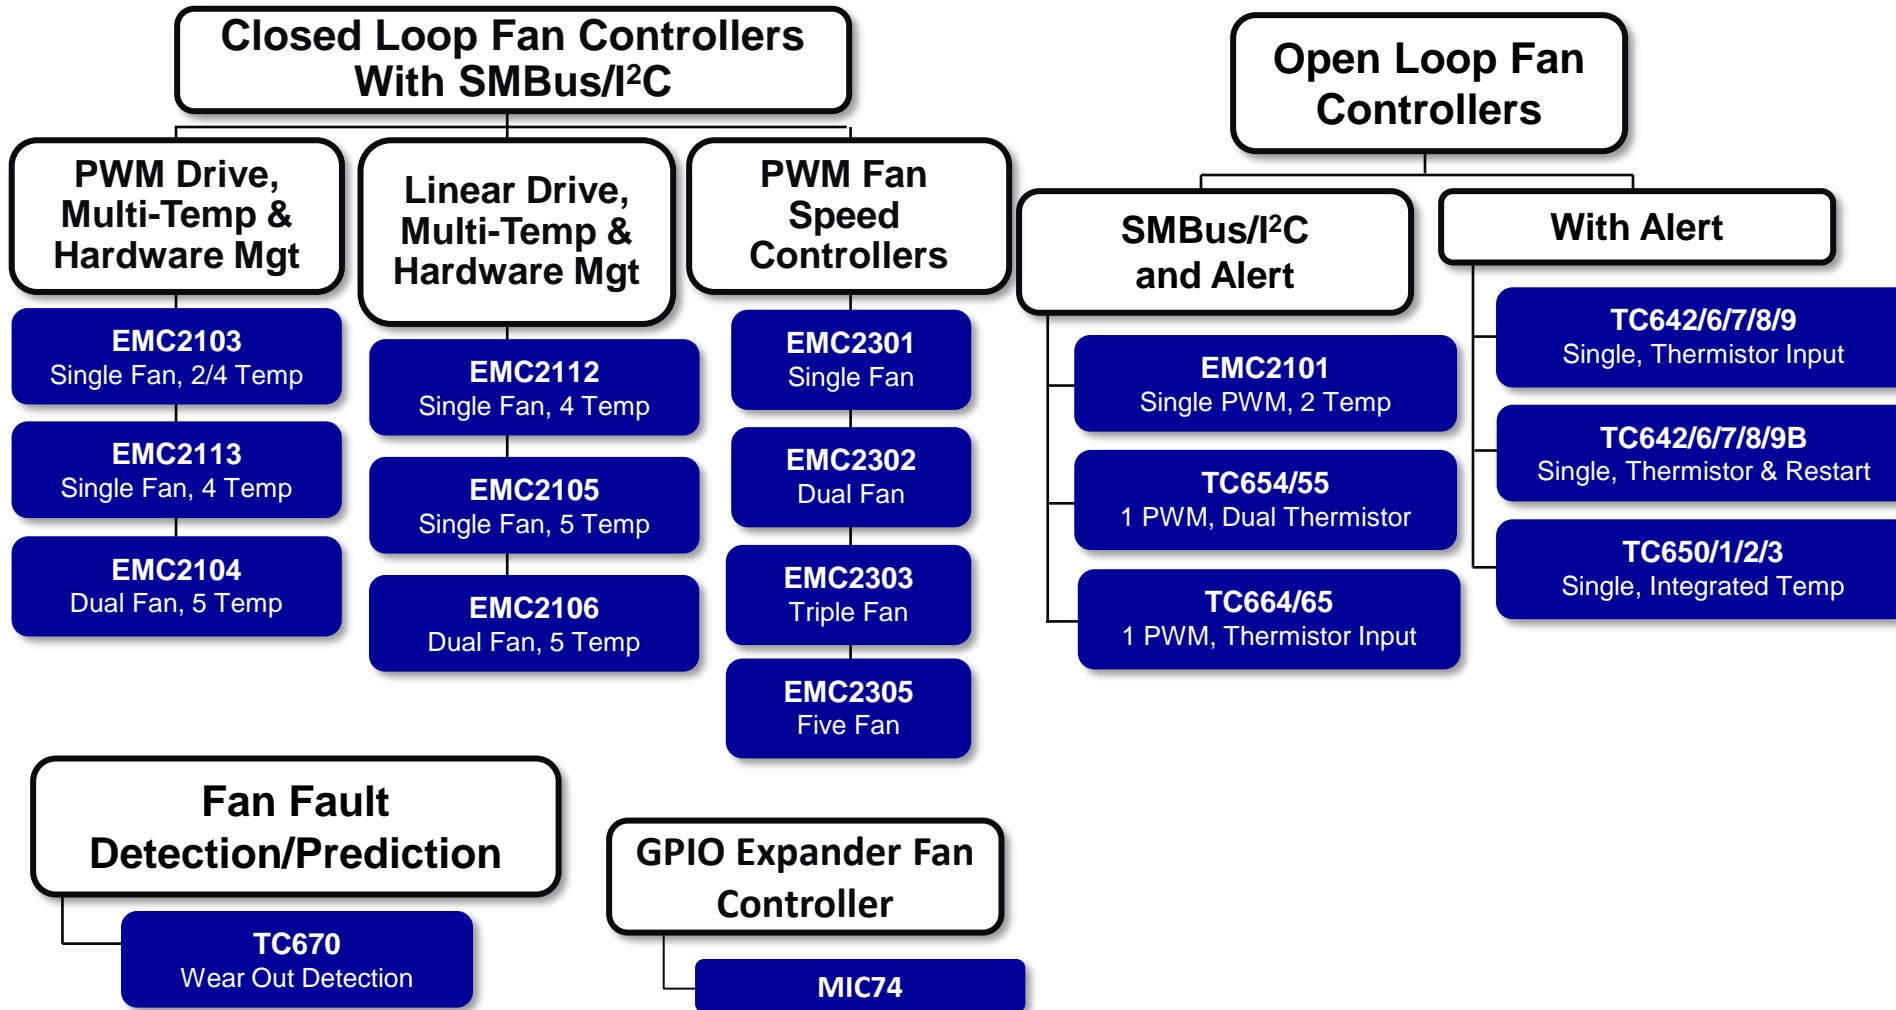 Closed Loop Fan Controllers
With SMBus/I²C
PWM Drive,
Multi-Temp &
Hardware Mgt
EMC2103
Single Fan, 2/4 Temp
EMC2113
Single Fan, 4 Temp
EMC2104
Dual Fan, 5 Temp
Linear Drive,
Multi-Temp &
Hardware Mgt
EMC2112
Single Fan, 4 Temp
EMC2105
Single Fan, 5 Temp
EMC2106
Dual Fan, 5 Temp
PWM Fan
Speed
Controllers
EMC2301
Single Fan
EMC2302
Dual Fan
EMC2303
Triple Fan
EMC2305
Five Fan
Open Loop Fan
Controllers
SMBus/I²C
and Alert
EMC2101
Single PWM, 2 Temp
TC654/55
1 PWM, Dual Thermistor
TC664/65
1 PWM, Thermistor Input
With Alert
TC642/6/7/8/9
Single, Thermistor Input
TC642/6/7/8/9B
Single, Thermistor & Restart
TC650/1/2/3
Single, Integrated Temp
Fan Fault
Detection/Prediction
TC670
Wear Out Detection
GPIO Expander Fan
Controller
MIC74